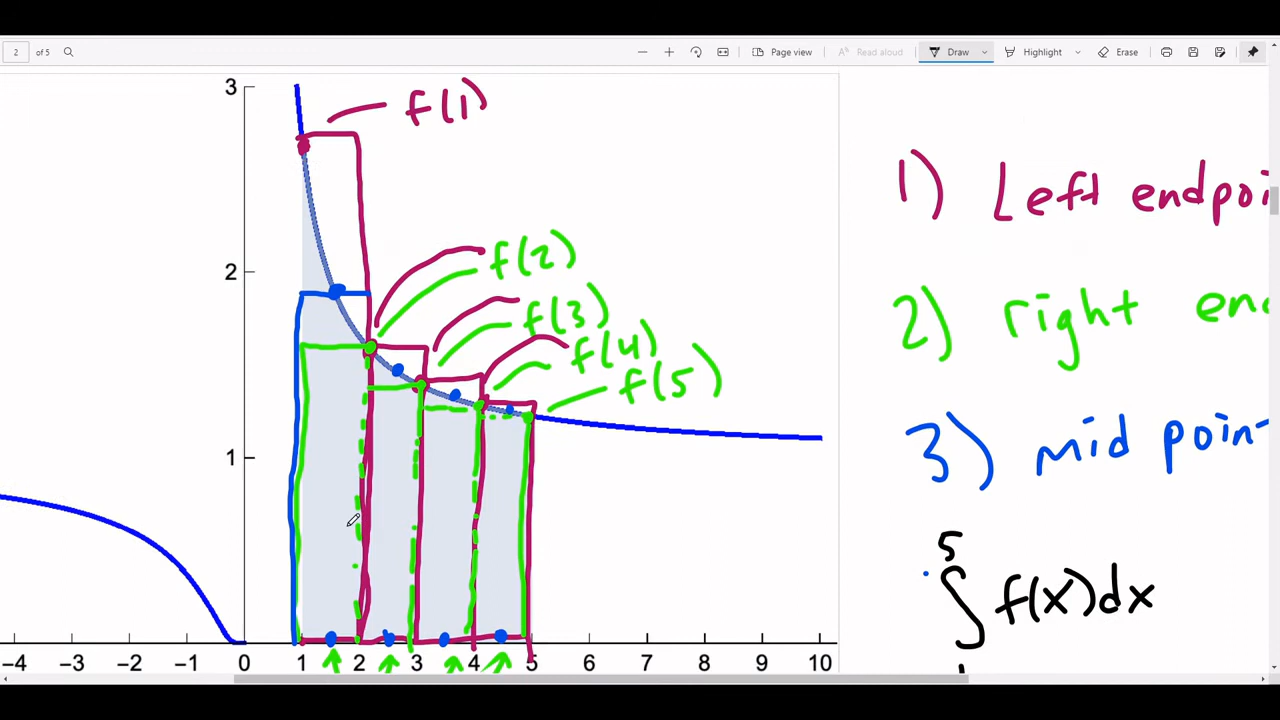 2 of 5
Page view
Read aloud
Draw
Highlight
Erase
3
2
1
f(1)
f(2)
f(3)
f(4)
f(5)
−4 −3 −2 −1 0 1 2 3 4 5 6 7 8 9 10
1) Left endpoi
2) right en
3) mid poin
5
∫ f(x)dx